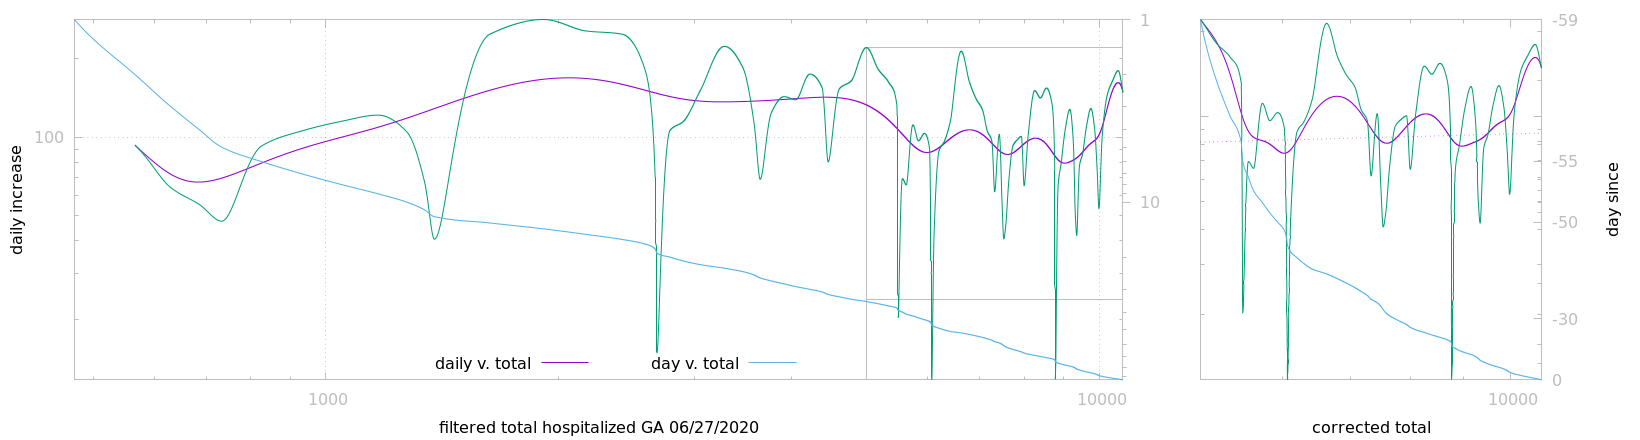 1
-59
100
daily increase
-55
10
-50
day since
-30
daily v. total
day v. total
0
1000
10000
10000
filtered total hospitalized GA 06/27/2020
corrected total